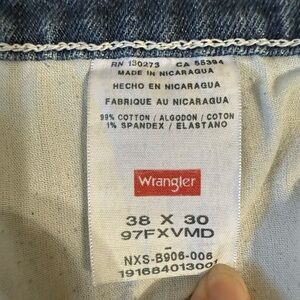 RN 130273 CA 55394
MADE IN NICARAGUA
HECHO EN NICARAGUA
FABRIQUE AU NICARAGUA
99% COTTON / ALGODON / COTON
1% SPANDEX / ELASTANO
Wrangler
38 X 30
97FXVMD
-
NXS-B906-006
19168401300